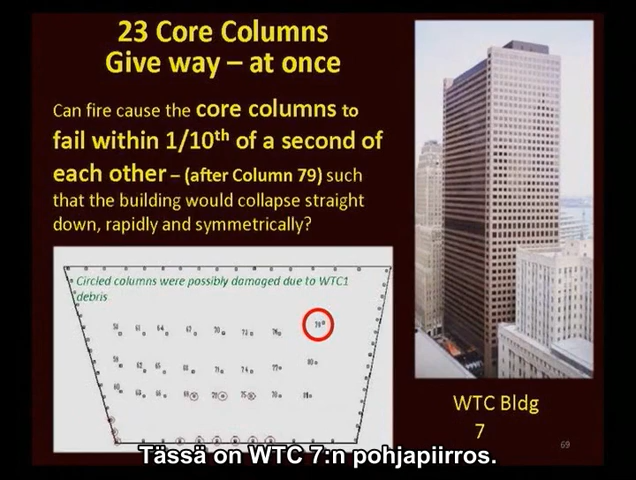 23 Core Columns
Give way – at once
Can fire cause the core columns to
fail within 1/10th of a second of
each other – (after Column 79) such
that the building would collapse straight
down, rapidly and symmetrically?
Circled columns were possibly damaged due to WTC1
debris
79
WTC Bldg
7
69
Tässä on WTC 7:n pohjapiirros.